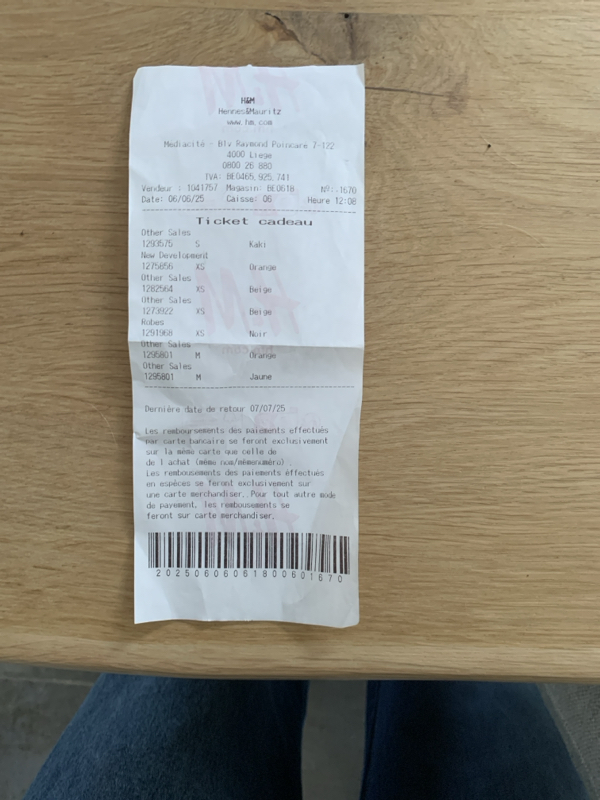 H&M
Hennes&Mauritz
www.hm.com
Médiacité - Blv Raymond Poincaré 7-122
4000 Liege
0800 26 880
TVA: BE0465.925.741
Vendeur : 1041757 Magasin: BE0618 Nº: 1670
Date: 06/06/25 Caisse: 06 Heure 12:08
Ticket cadeau
Other Sales
1293575 S Kaki
New Development
1275656 XS Orange
Other Sales
1282564 XS Beige
Other Sales
1273922 XS Beige
Robes
1291968 XS Noir
Other Sales
1295801 M Orange
Other Sales
1295801 M Jaune
Dernière date de retour 07/07/25
Les remboursements des paiements effectués
par carte bancaire se feront exclusivement
sur la même carte que celle de
de l achat (même nom/mêmenuméro) .
Les rembousements des paiements effectués
en espèces se feront exclusivement sur
une carte merchandiser. Pour tout autre mode
de payement, les rembousements se
feront sur carte merchandiser.
20250606061800601670